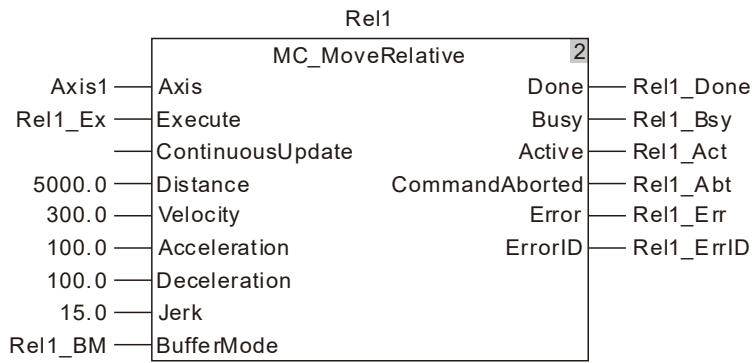 Rel1
MC_MoveRelative 2
Axis1 Axis Done Rel1_Done
Rel1_Ex Execute Busy Rel1_Bsy
ContinuousUpdate Active Rel1_Act
5000.0 Distance CommandAborted Rel1_Abt
300.0 Velocity Error Rel1_Err
100.0 Acceleration ErrorID Rel1_ErrID
100.0 Deceleration
15.0 Jerk
Rel1_BM BufferMode